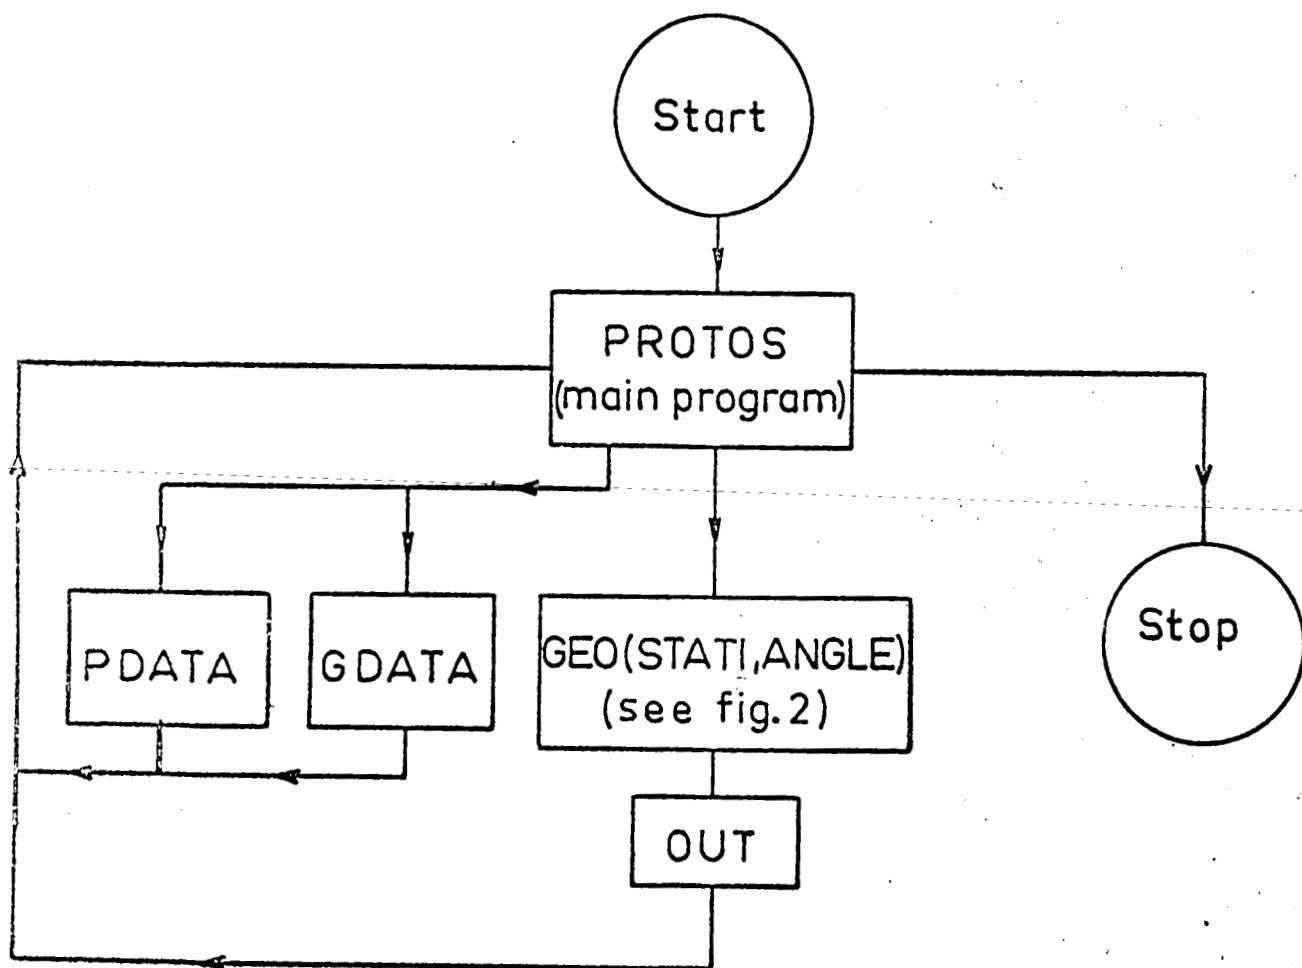 Start
PROTOS
(main program)
PDATA
GDATA
GEO(STATI,ANGLE)
(see fig.2)
Stop
OUT